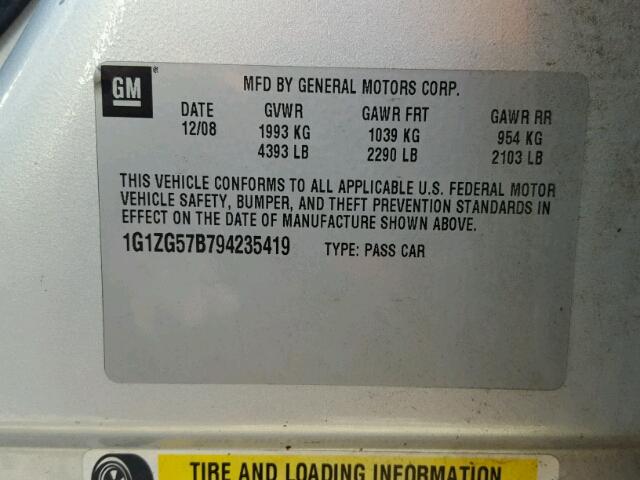 GM
MFD BY GENERAL MOTORS CORP.
DATE GVWR GAWR FRT GAWR RR
12/08 1993 KG 1039 KG 954 KG
4393 LB 2290 LB 2103 LB
THIS VEHICLE CONFORMS TO ALL APPLICABLE U.S. FEDERAL MOTOR
VEHICLE SAFETY, BUMPER, AND THEFT PREVENTION STANDARDS IN
EFFECT ON THE DATE OF MANUFACTURE SHOWN ABOVE.
1G1ZG57B794235419 TYPE: PASS CAR
TIRE AND LOADING INFORMATION